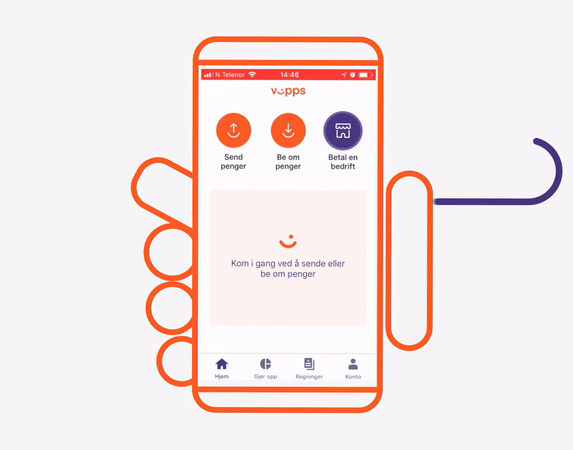 N Telenor 14:46
vipps
Send penger
Be om penger
Betal en bedrift
Kom i gang ved å sende eller
be om penger
Hjem Gjør opp Regninger Konto